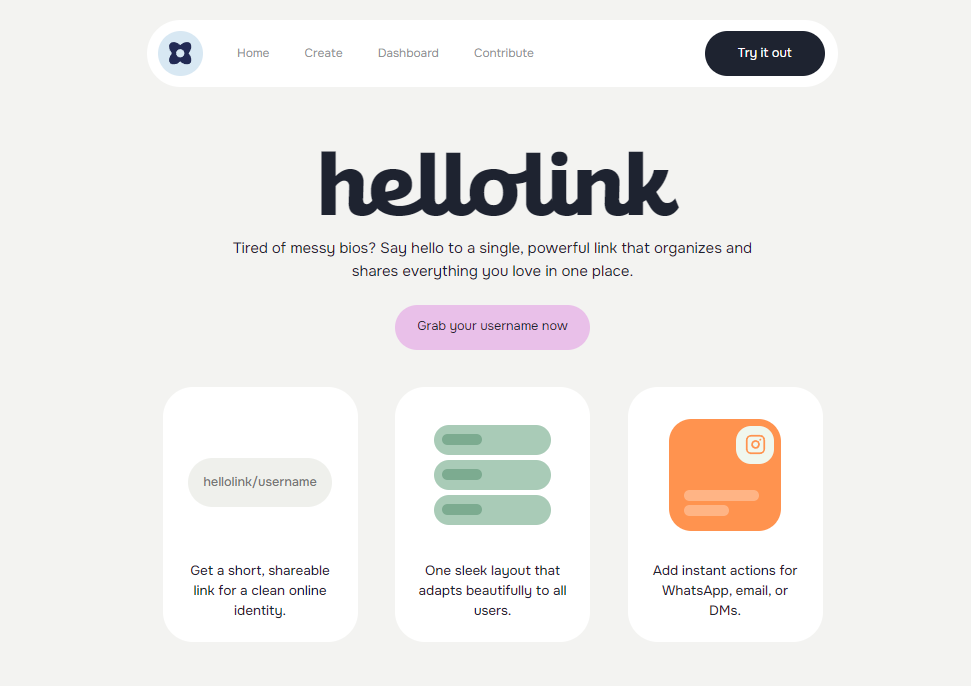 Home Create Dashboard Contribute Try it out
hellolink
Tired of messy bios? Say hello to a single, powerful link that organizes and
shares everything you love in one place.
Grab your username now
hellolink/username
Get a short, shareable
link for a clean online
identity.
One sleek layout that
adapts beautifully to all
users.
Add instant actions for
WhatsApp, email, or
DMs.